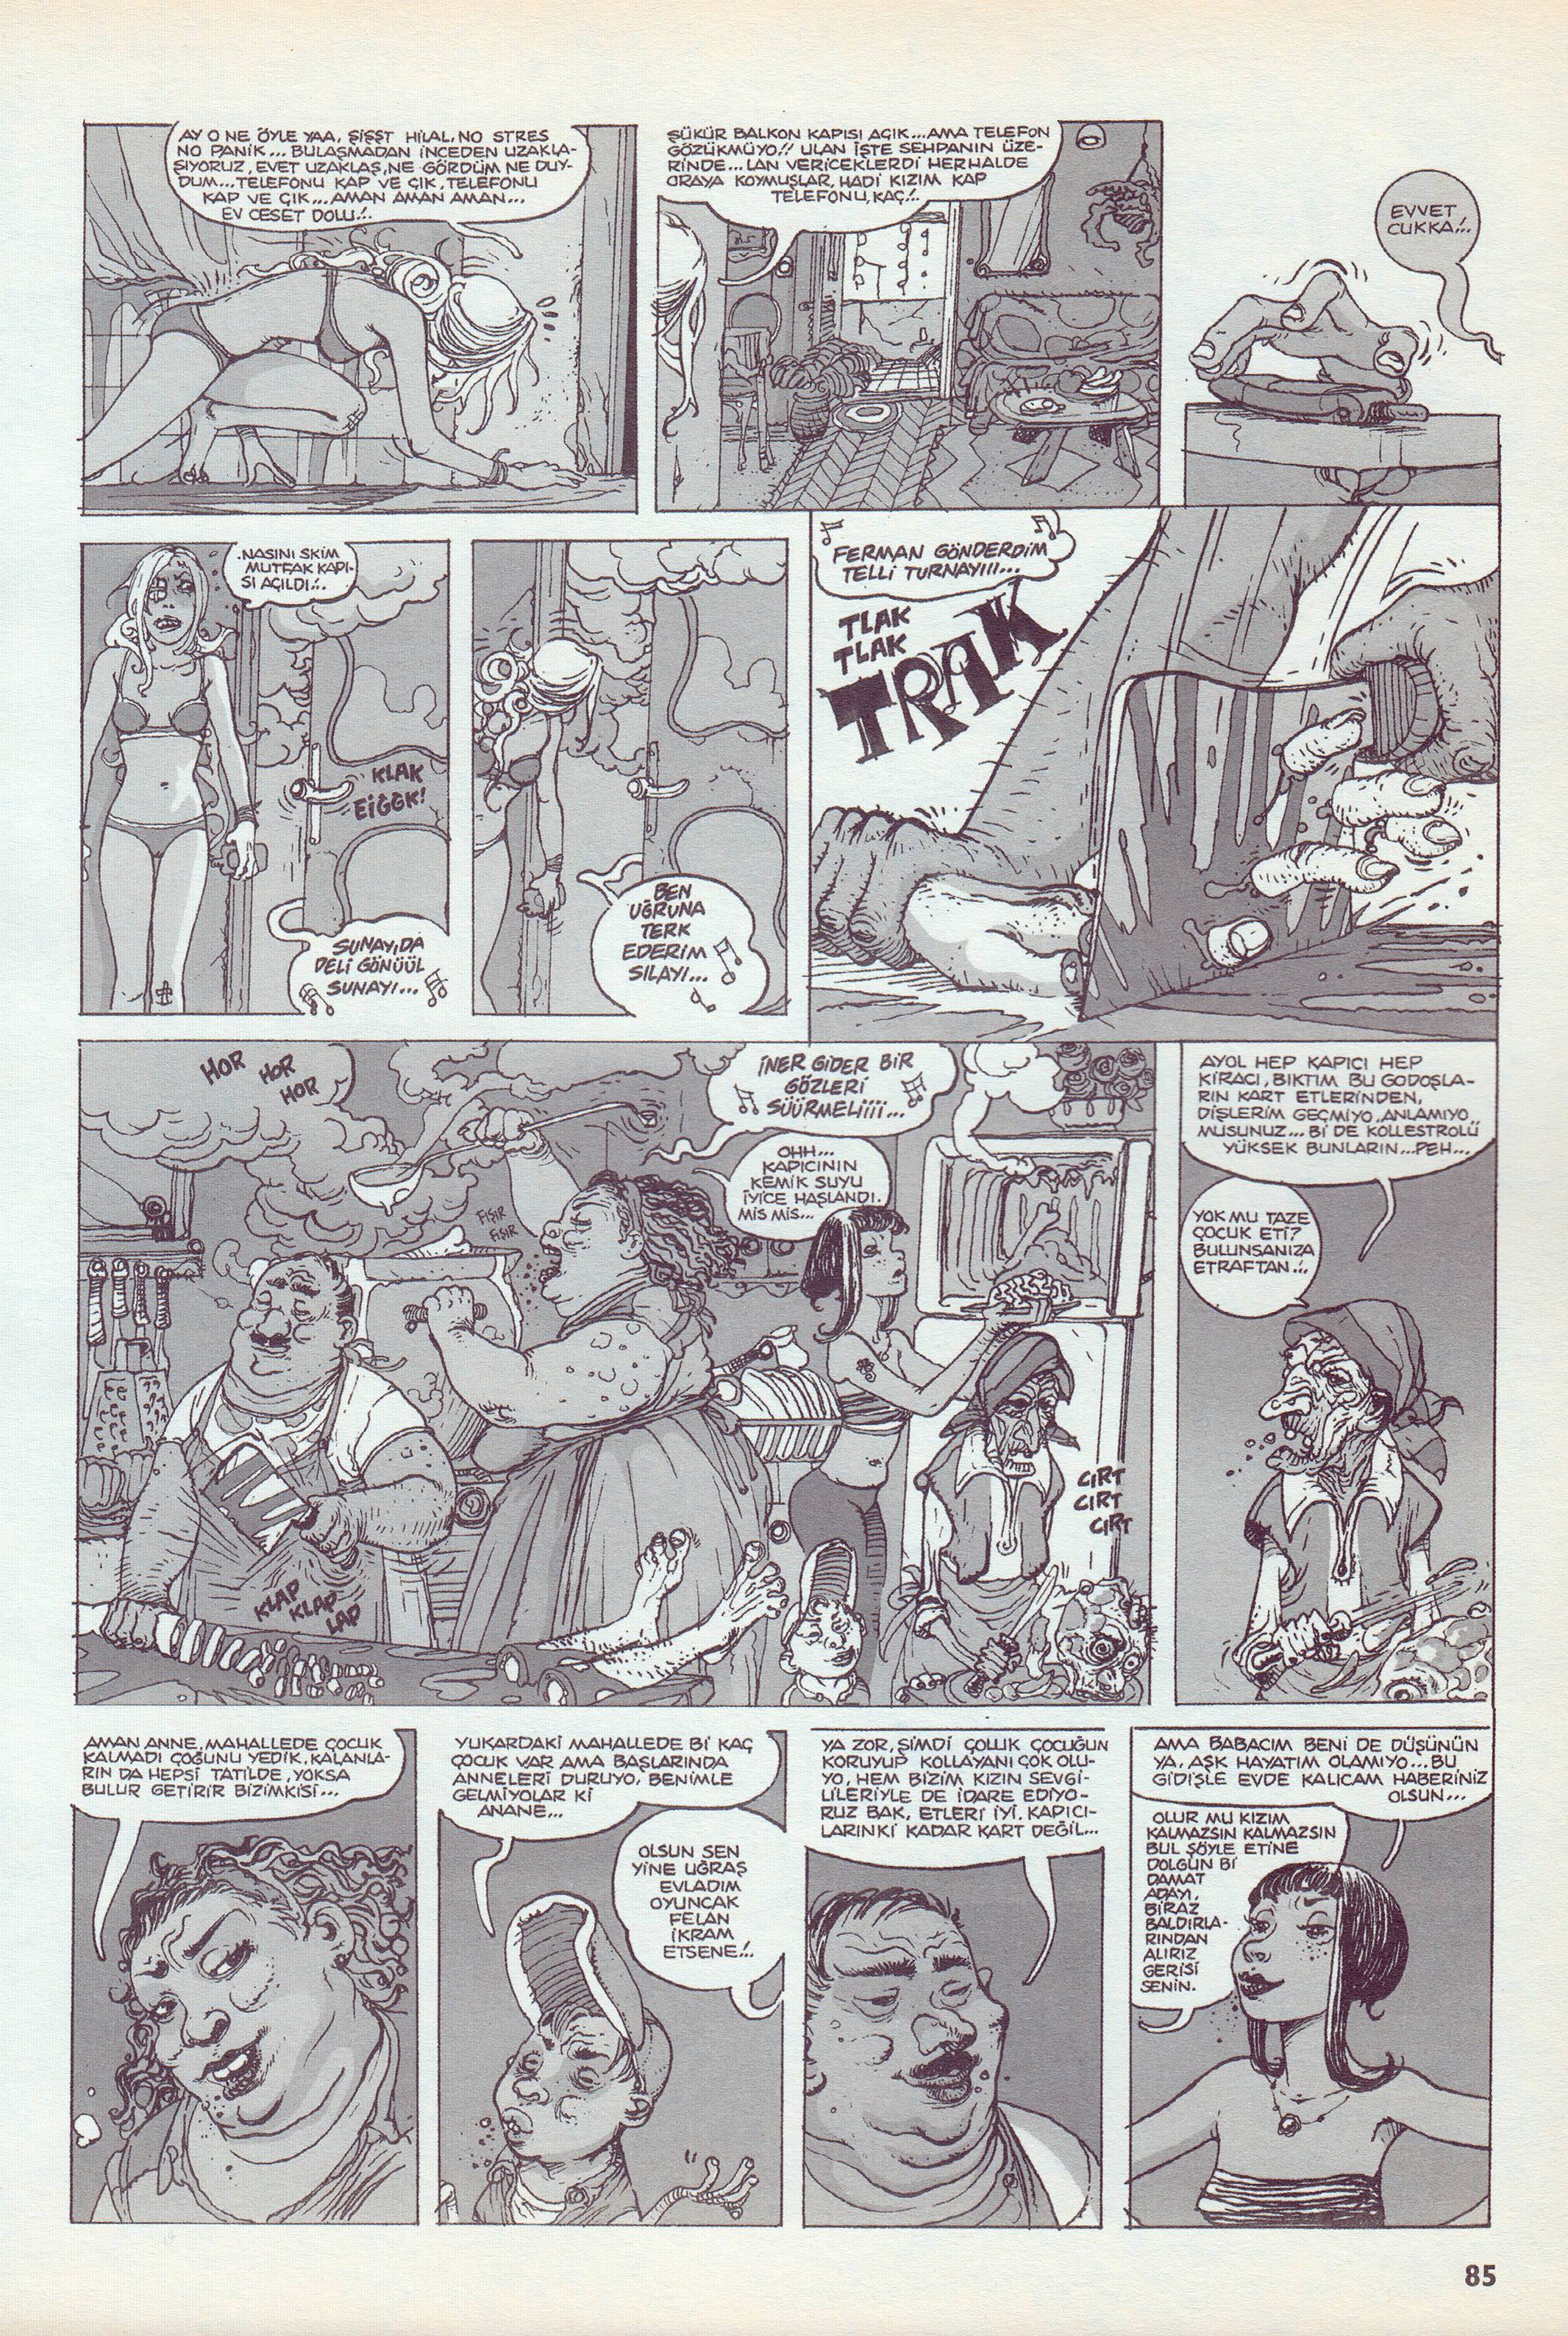 AY O NE ÖYLE YAA, ŞİŞŞT HİLAL, NO STRES
NO PANİK... BULAŞMADAN İNCEDEN UZAKLA-
ŞIYORUZ, EVET UZAKLAŞ, NE GÖRDÜM NE DUY-
DUM... TELEFONU KAP VE ÇIK, TELEFONU
KAP VE ÇIK... AMAN AMAN AMAN...
EV CESET DOLU!..
ŞÜKÜR BALKON KAPISI AÇIK... AMA TELEFON
GÖZÜKMÜYO!! ULAN İŞTE SEHPANIN ÜZE-
RİNDE... LAN VERİCEKLERDİ HERHALDE
ORAYA KOYMUŞLAR, HADİ KIZIM KAP
TELEFONU, KAÇ!..
EVVET
CUKKA!..
.NASINI SKİM
MUTFAK KAPI-
SI AÇILDI!..
KLAK
EİĞĞK!
SUNAYIDA
DELİ GÖNÜÜL
SUNAYI...
BEN
UĞRUNA
TERK
EDERİM
SILAYI...
FERMAN GÖNDERDİM
TELLİ TURNAYIII...
TLAK
TLAK
TRAK
HOR
HOR
HOR
İNER GİDER BİR
GÖZLERİ
SÜÜRMELİİİİ...
OHH...
KAPICININ
KEMİK SUYU
İYİCE HAŞLANDI.
MİS MİS...
FIŞIR
FIŞIR
CIRT
CIRT
CIRT
KLAP
KLAP
LAP
AYOL HEP KAPICI HEP
KİRACI, BIKTIM BU GODOŞLA-
RIN KART ETLERİNDEN,
DİŞLERİM GEÇMİYO, ANLAMIYO
MUSUNUZ... Bİ DE KOLLESTROLÜ
YÜKSEK BUNLARIN... PEH...
YOK MU TAZE
ÇOCUK ETİ?
BULUNSANIZA
ETRAFTAN!..
AMAN ANNE, MAHALLEDE ÇOCUK
KALMADI ÇOĞUNU YEDİK, KALANLA-
RIN DA HEPSİ TATİLDE, YOKSA
BULUR GETİRİR BİZİMKİSİ...
YUKARDAKİ MAHALLEDE Bİ KAÇ
ÇOCUK VAR AMA BAŞLARINDA
ANNELERİ DURUYO, BENİMLE
GELMİYOLAR Kİ
ANANE...
OLSUN SEN
YİNE UĞRAŞ
EVLADIM
OYUNCAK
FELAN
İKRAM
ETSENE!..
YA ZOR, ŞİMDİ ÇOLUK ÇOCUĞUN
KORUYUP KOLLAYANI ÇOK OLU-
YO, HEM BİZİM KIZIN SEVGİ-
LİLERİYLE DE İDARE EDİYO-
RUZ BAK, ETLERİ İYİ, KAPICI-
LARINKİ KADAR KART DEĞİL...
AMA BABACIM BENİ DE DÜŞÜNÜN
YA, AŞK HAYATIM OLAMIYO... BU
GİDİŞLE EVDE KALICAM HABERİNİZ
OLSUN...
OLUR MU KIZIM
KALMAZSIN KALMAZSIN
BUL ŞÖYLE ETİNE
DOLGUN Bİ
DAMAT
ADAYI,
BİRAZ
BALDIRLA-
RINDAN
ALIRIZ
GERİSİ
SENİN.
85